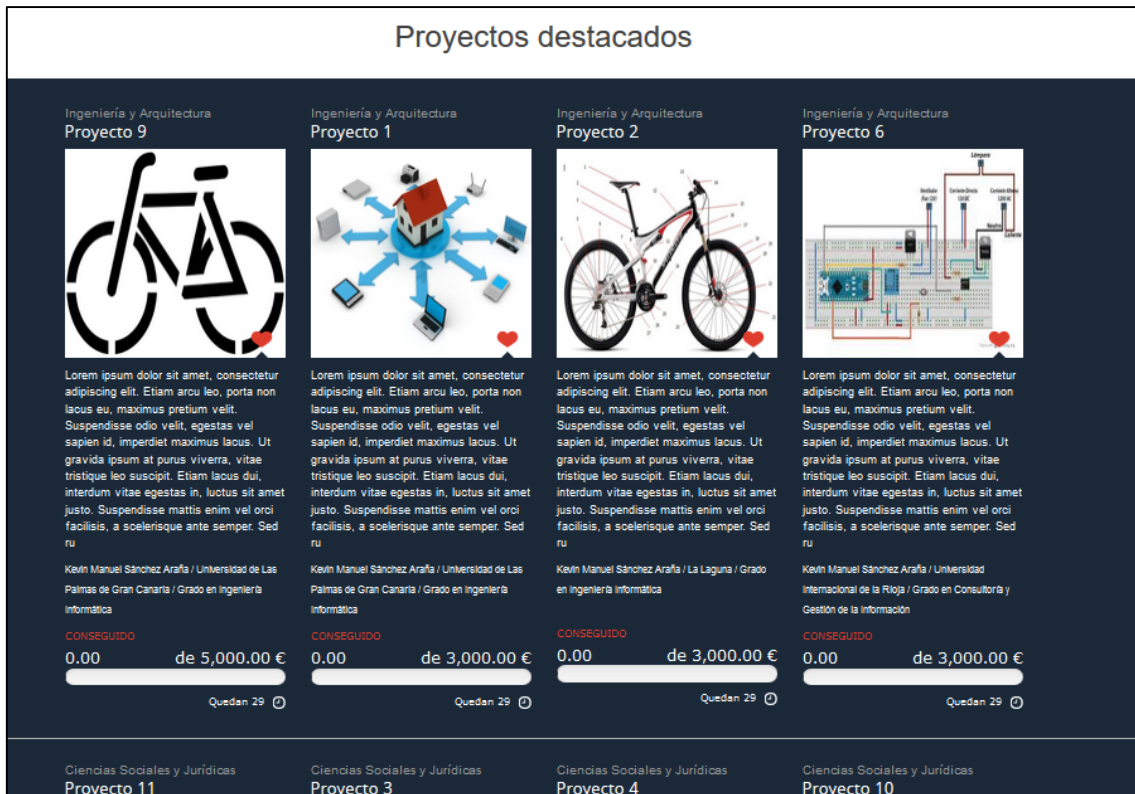 Proyectos destacados
Ingeniería y Arquitectura
Proyecto 9
Lorem ipsum dolor sit amet, consectetur
adipiscing elit. Etiam arcu leo, porta non
lacus eu, maximus pretium velit.
Suspendisse odio velit, egestas vel
sapien id, imperdiet maximus lacus. Ut
gravida ipsum at purus viverra, vitae
tristique leo suscipit. Etiam lacus dui,
interdum vitae egestas in, luctus sit amet
justo. Suspendisse mattis enim vel orci
facilisis, a scelerisque ante semper. Sed
ru
Kevin Manuel Sánchez Araña / Universidad de Las
Palmas de Gran Canaria / Grado en Ingeniería
Informática
CONSEGUIDO
0.00 de 5,000.00 €
Quedan 29
Ingeniería y Arquitectura
Proyecto 1
Lorem ipsum dolor sit amet, consectetur
adipiscing elit. Etiam arcu leo, porta non
lacus eu, maximus pretium velit.
Suspendisse odio velit, egestas vel
sapien id, imperdiet maximus lacus. Ut
gravida ipsum at purus viverra, vitae
tristique leo suscipit. Etiam lacus dui,
interdum vitae egestas in, luctus sit amet
justo. Suspendisse mattis enim vel orci
facilisis, a scelerisque ante semper. Sed
ru
Kevin Manuel Sánchez Araña / Universidad de Las
Palmas de Gran Canaria / Grado en Ingeniería
Informática
CONSEGUIDO
0.00 de 3,000.00 €
Quedan 29
Ingeniería y Arquitectura
Proyecto 2
Lorem ipsum dolor sit amet, consectetur
adipiscing elit. Etiam arcu leo, porta non
lacus eu, maximus pretium velit.
Suspendisse odio velit, egestas vel
sapien id, imperdiet maximus lacus. Ut
gravida ipsum at purus viverra, vitae
tristique leo suscipit. Etiam lacus dui,
interdum vitae egestas in, luctus sit amet
justo. Suspendisse mattis enim vel orci
facilisis, a scelerisque ante semper. Sed
ru
Kevin Manuel Sánchez Araña / La Laguna / Grado
en Ingeniería Informática
CONSEGUIDO
0.00 de 3,000.00 €
Quedan 29
Ingeniería y Arquitectura
Proyecto 6
Lámpara
Ventilador
(Fan 12V)
Corriente Directa
12V DC
Corriente Alterna
120V AC
Neutro
Caliente
Lorem ipsum dolor sit amet, consectetur
adipiscing elit. Etiam arcu leo, porta non
lacus eu, maximus pretium velit.
Suspendisse odio velit, egestas vel
sapien id, imperdiet maximus lacus. Ut
gravida ipsum at purus viverra, vitae
tristique leo suscipit. Etiam lacus dui,
interdum vitae egestas in, luctus sit amet
justo. Suspendisse mattis enim vel orci
facilisis, a scelerisque ante semper. Sed
ru
Kevin Manuel Sánchez Araña / Universidad
Internacional de la Rioja / Grado en Consultoría y
Gestión de la Información
CONSEGUIDO
0.00 de 3,000.00 €
Quedan 29
Ciencias Sociales y Jurídicas
Proyecto 11
Ciencias Sociales y Jurídicas
Proyecto 3
Ciencias Sociales y Jurídicas
Proyecto 4
Ciencias Sociales y Jurídicas
Proyecto 10